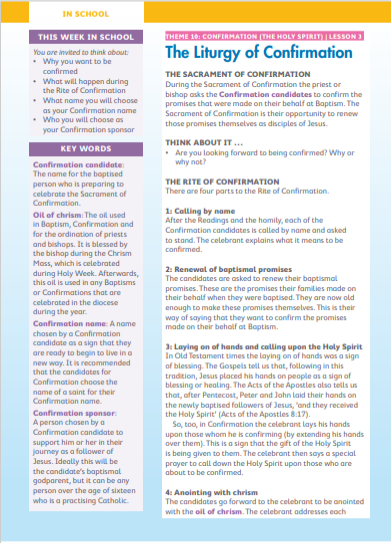 IN SCHOOL
THIS WEEK IN SCHOOL
You are invited to think about:
• Why you want to be
confirmed
• What will happen during
the Rite of Confirmation
• What name you will choose
as your Confirmation name
• Who you will choose as
your Confirmation sponsor
KEY WORDS
Confirmation candidate:
The name for the baptised
person who is preparing to
celebrate the Sacrament of
Confirmation.
Oil of chrism: The oil used
in Baptism, Confirmation and
for the ordination of priests
and bishops. It is blessed by
the bishop during the Chrism
Mass, which is celebrated
during Holy Week. Afterwards,
this oil is used in any Baptisms
or Confirmations that are
celebrated in the diocese
during the year.
Confirmation name: A name
chosen by a Confirmation
candidate as a sign that they
are ready to begin to live in a
new way. It is recommended
that the candidates for
Confirmation choose the
name of a saint for their
Confirmation name.
Confirmation sponsor:
A person chosen by a
Confirmation candidate to
support him or her in their
journey as a follower of
Jesus. Ideally this will be
the candidate's baptismal
godparent, but it can be any
person over the age of sixteen
who is a practising Catholic.
THEME 10: CONFIRMATION (THE HOLY SPIRIT) | LESSON 3
The Liturgy of Confirmation
THE SACRAMENT OF CONFIRMATION
During the Sacrament of Confirmation the priest or
bishop asks the Confirmation candidates to confirm the
promises that were made on their behalf at Baptism. The
Sacrament of Confirmation is their opportunity to renew
those promises themselves as disciples of Jesus.
THINK ABOUT IT ...
• Are you looking forward to being confirmed? Why or
why not?
THE RITE OF CONFIRMATION
There are four parts to the Rite of Confirmation.
1: Calling by name
After the Readings and the homily, each of the
Confirmation candidates is called by name and asked
to stand. The celebrant explains what it means to be
confirmed.
2: Renewal of baptismal promises
The candidates are asked to renew their baptismal
promises. These are the promises their families made on
their behalf when they were baptised. They are now old
enough to make these promises themselves. This is their
way of saying that they want to confirm the promises
made on their behalf at Baptism.
3: Laying on of hands and calling upon the Holy Spirit
In Old Testament times the laying on of hands was a sign
of blessing. The Gospels tell us that, following in this
tradition, Jesus placed his hands on people as a sign of
blessing or healing. The Acts of the Apostles also tells us
that, after Pentecost, Peter and John laid their hands on
the newly baptised followers of Jesus, 'and they received
the Holy Spirit' (Acts of the Apostles 8:17).
So, too, in Confirmation the celebrant lays his hands
upon those whom he is confirming (by extending his hands
over them). This is a sign that the gift of the Holy Spirit
is being given to them. The celebrant then says a special
prayer to call down the Holy Spirit upon those who are
about to be confirmed.
4: Anointing with chrism
The candidates go forward to the celebrant to be anointed
with the oil of chrism. The celebrant addresses each